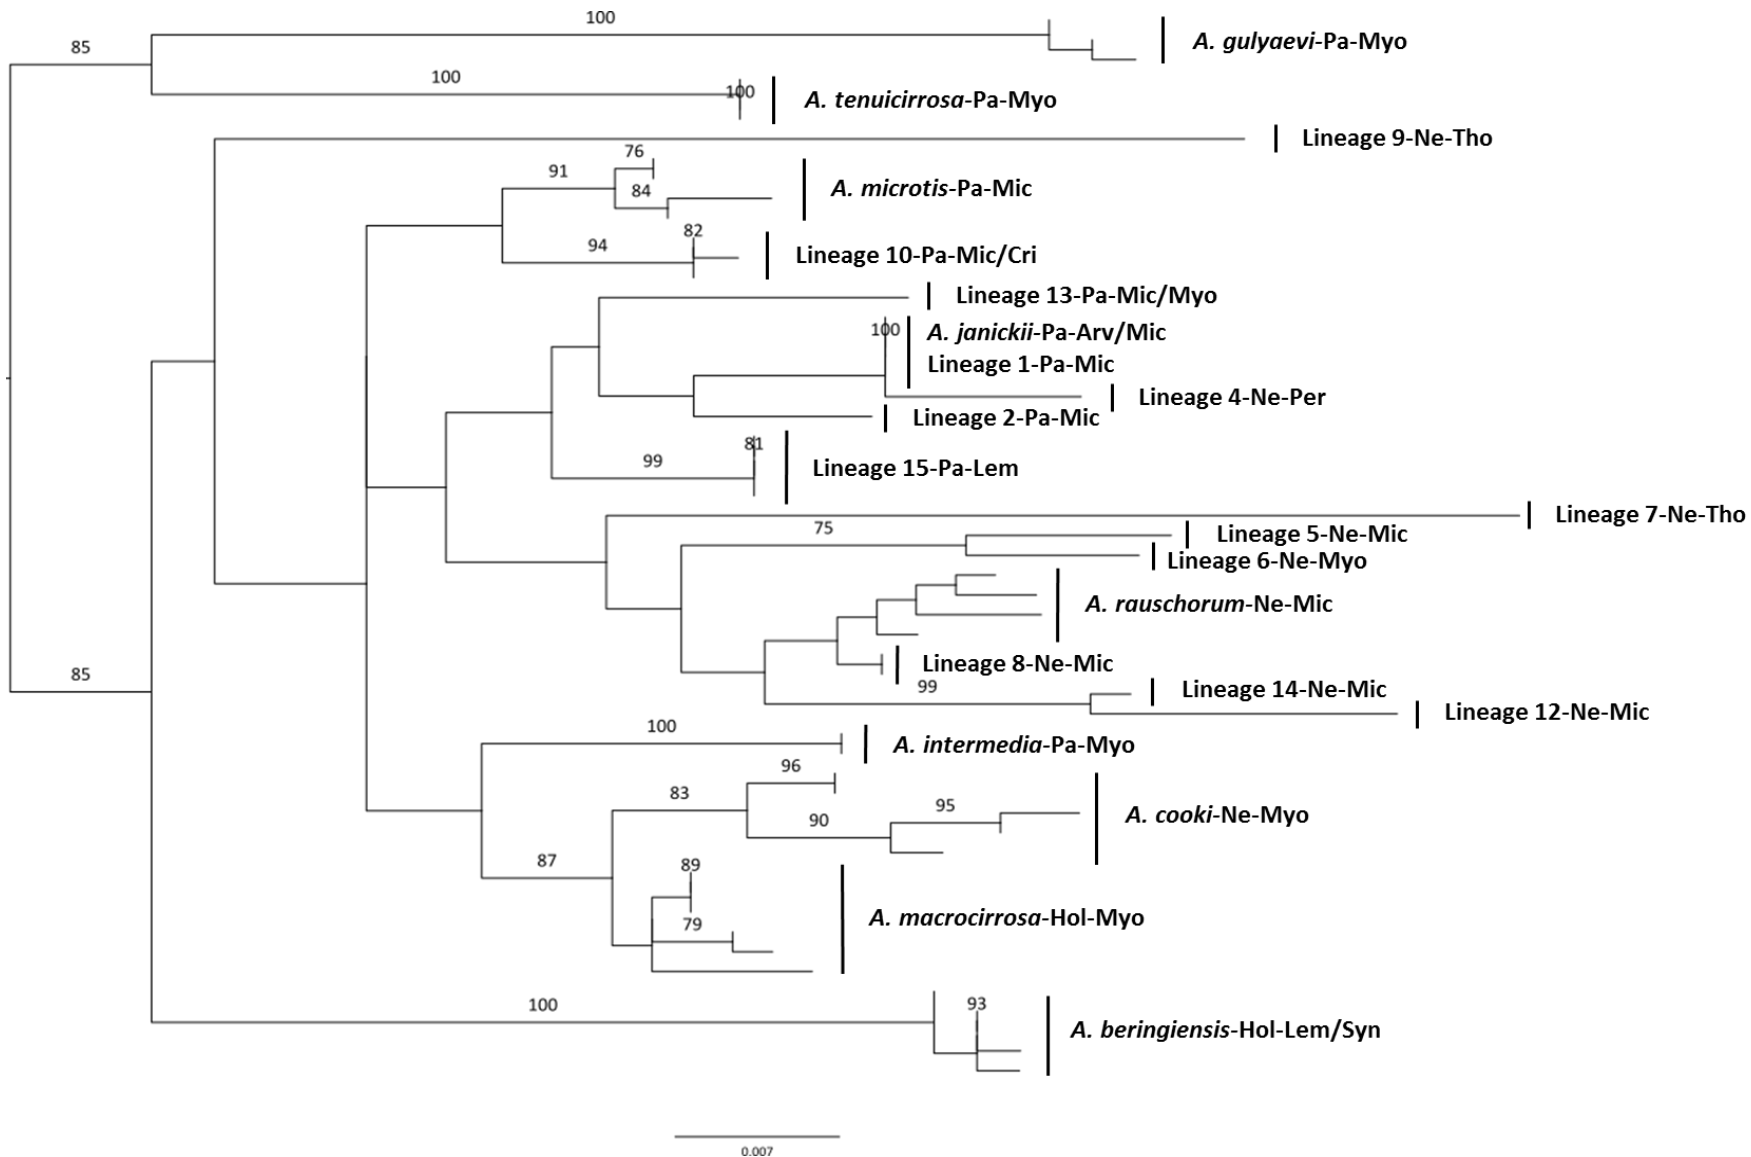 100
85
A. gulyaevi-Pa-Myo
100
100
A. tenuicirrosa-Pa-Myo
Lineage 9-Ne-Tho
76
91
84
A. microtis-Pa-Mic
82
94
Lineage 10-Pa-Mic/Cri
Lineage 13-Pa-Mic/Myo
100
A. janickii-Pa-Arv/Mic
Lineage 1-Pa-Mic
Lineage 4-Ne-Per
Lineage 2-Pa-Mic
81
99
Lineage 15-Pa-Lem
Lineage 7-Ne-Tho
75
Lineage 5-Ne-Mic
Lineage 6-Ne-Myo
A. rauschorum-Ne-Mic
Lineage 8-Ne-Mic
85
99
Lineage 14-Ne-Mic
Lineage 12-Ne-Mic
100
A. intermedia-Pa-Myo
96
83
95
90
A. cooki-Ne-Myo
87
89
79
A. macrocirrosa-Hol-Myo
100
93
A. beringiensis-Hol-Lem/Syn
0.007